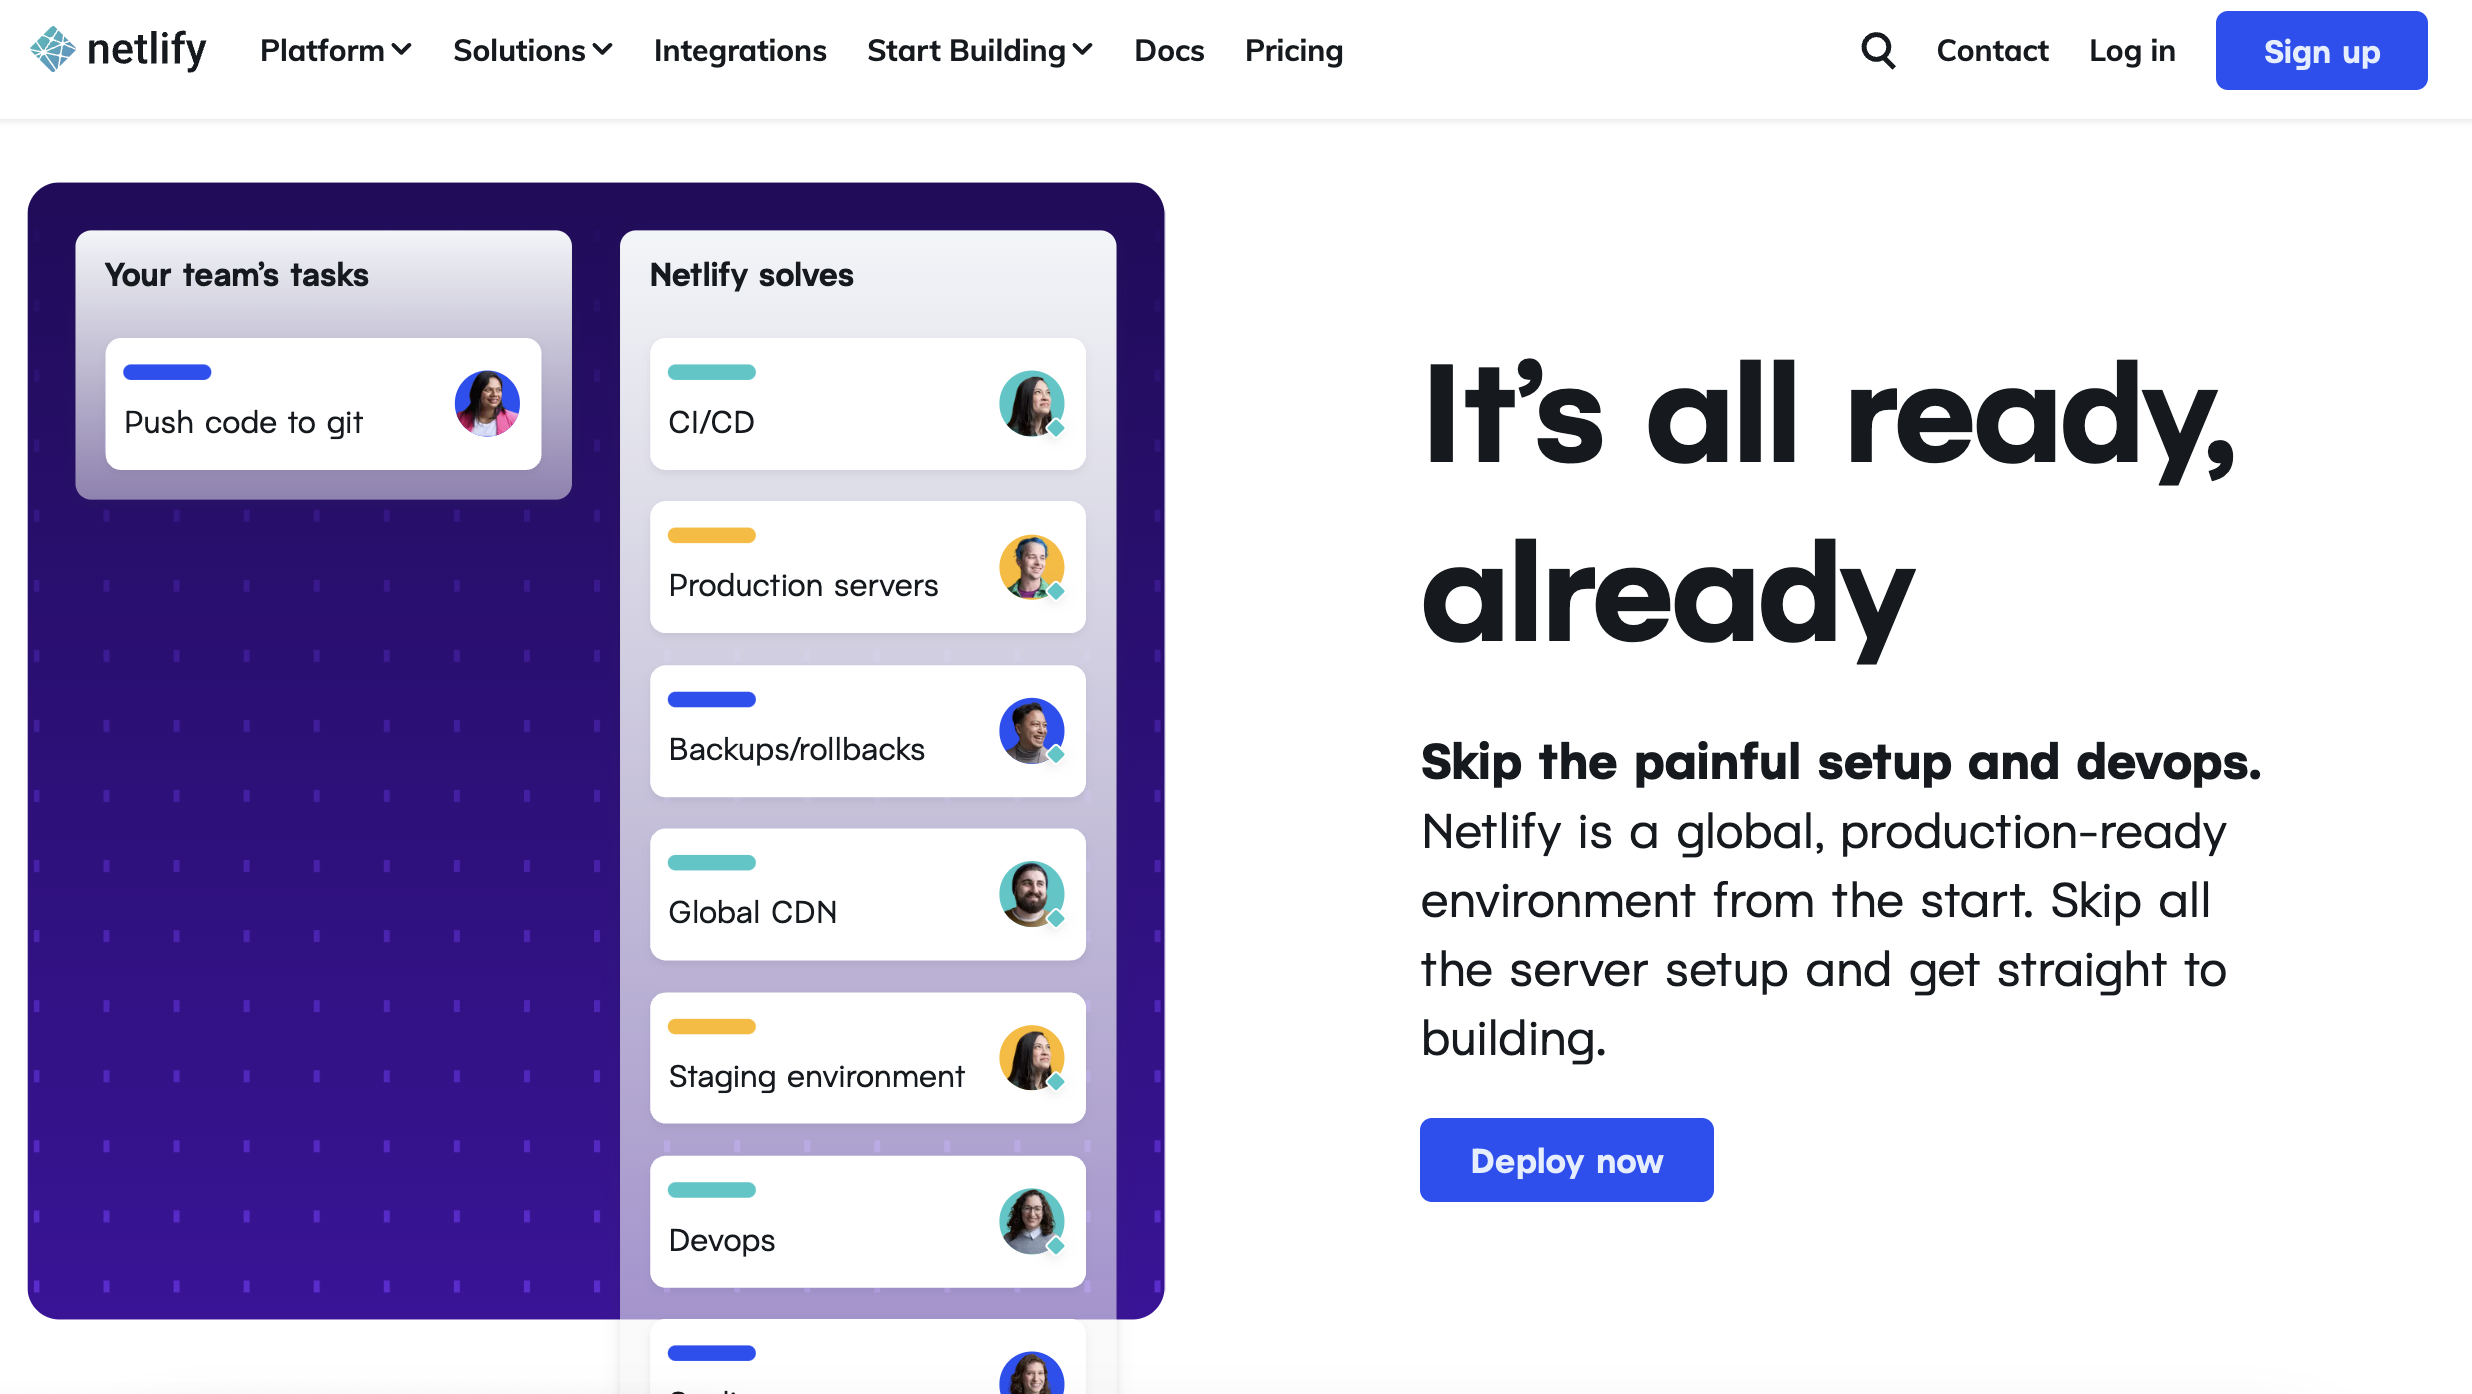 netlify
Platform
Solutions
Integrations
Start Building
Docs
Pricing
Contact
Log in
Sign up
Your team’s tasks
Push code to git
Netlify solves
CI/CD
Production servers
Backups/rollbacks
Global CDN
Staging environment
Devops
It’s all ready,
already
Skip the painful setup and devops.
Netlify is a global, production-ready
environment from the start. Skip all
the server setup and get straight to
building.
Deploy now